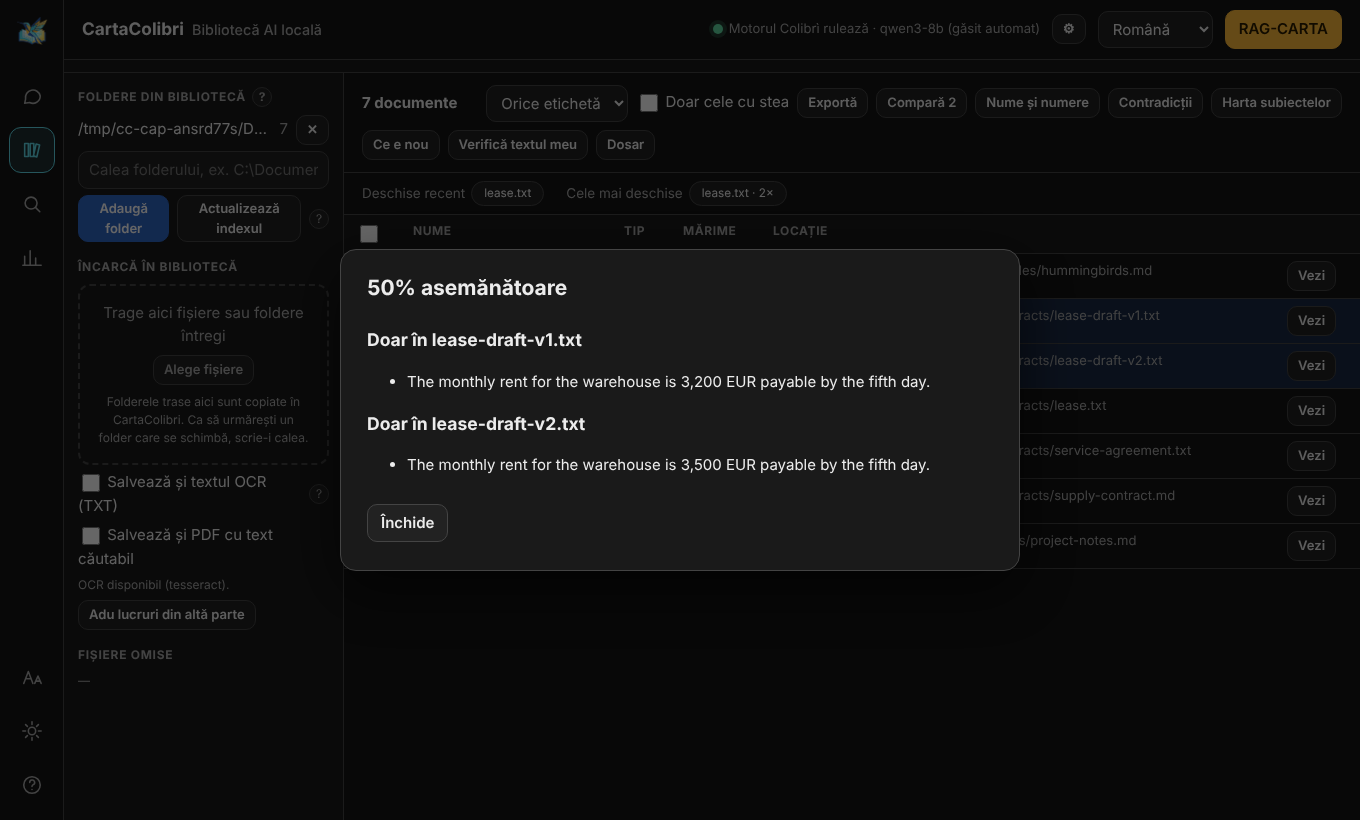 CartaColibri Bibliotecă AI locală
Motorul Colibri rulează · qwen3-8b (găsit automat)
Română
RAG-CARTA
FOLDERE DIN BIBLIOTECĂ ?
/tmp/cc-cap-ansrd77s/D... 7 ✕
Calea folderului, ex. C:\Documer
Adaugă
folder
Actualizează
indexul
?
ÎNCARCĂ ÎN BIBLIOTECĂ
Trage aici fișiere sau foldere
întregi
Alege fișiere
Folderele trase aici sunt copiate în
CartaColibri. Ca să urmărești un
folder care se schimbă, scrie-i calea.
Salvează și textul OCR
(TXT)
?
Salvează și PDF cu text
căutabil
OCR disponibil (tesseract).
Adu lucruri din altă parte
FIȘIERE OMISE
—
Aa
7 documente Orice etichetă Doar cele cu stea Exportă Compară 2 Nume și numere Contradicții Harta subiectelor
Ce e nou Verifică textul meu Dosar
Deschise recent lease.txt Cele mai deschise lease.txt · 2×
NUME TIP MĂRIME LOCAȚIE
les/hummingbirds.md Vezi
racts/lease-draft-v1.txt Vezi
racts/lease-draft-v2.txt Vezi
racts/lease.txt Vezi
racts/service-agreement.txt Vezi
racts/supply-contract.md Vezi
s/project-notes.md Vezi
50% asemănătoare
Doar în lease-draft-v1.txt
• The monthly rent for the warehouse is 3,200 EUR payable by the fifth day.
Doar în lease-draft-v2.txt
• The monthly rent for the warehouse is 3,500 EUR payable by the fifth day.
Închide